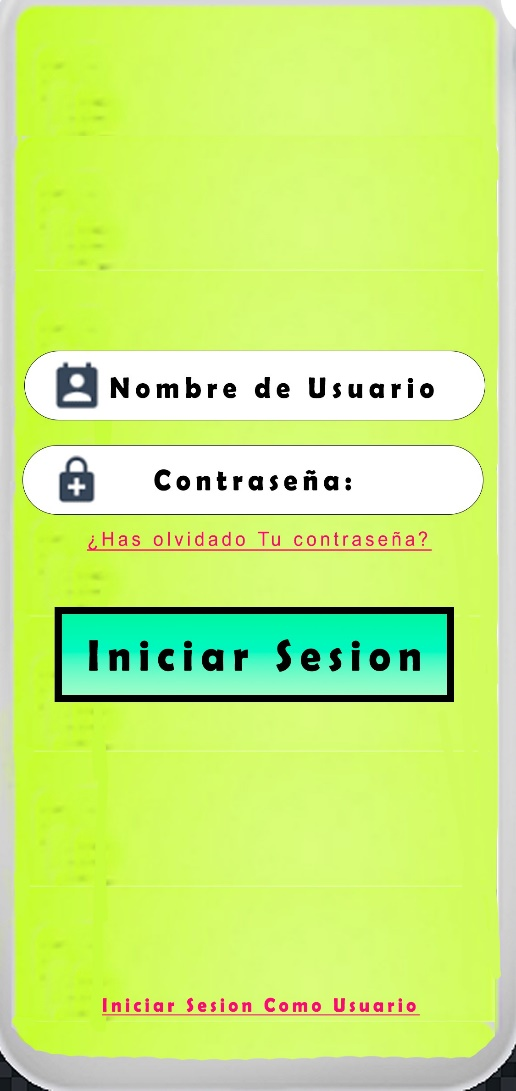 Nombre de Usuario
Contraseña:
¿Has olvidado Tu contraseña?
Iniciar Sesion
Iniciar Sesion Como Usuario